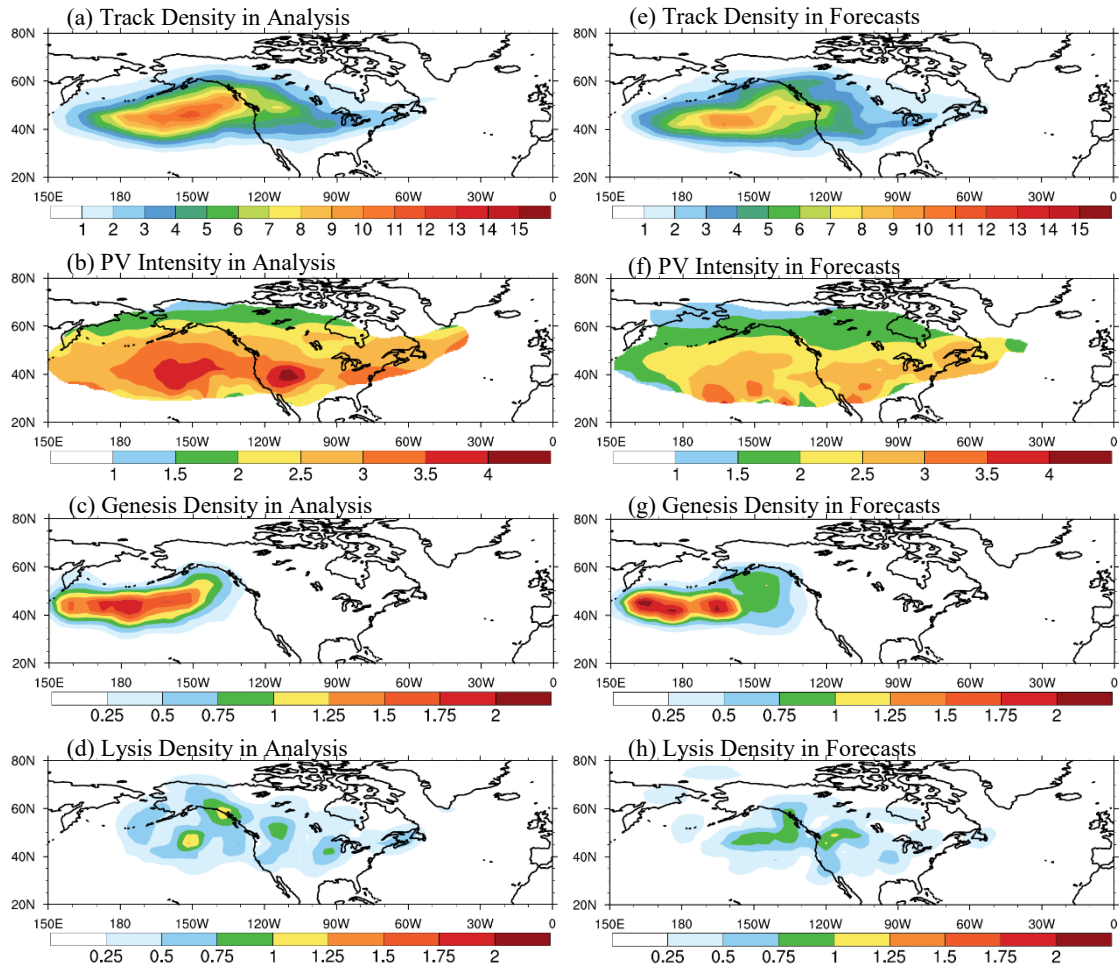 (a) Track Density in Analysis
80N
60N
40N
20N
150E 180 150W 120W 90W 60W 30W 0
1 2 3 4 5 6 7 8 9 10 11 12 13 14 15
(e) Track Density in Forecasts
80N
60N
40N
20N
150E 180 150W 120W 90W 60W 30W 0
1 2 3 4 5 6 7 8 9 10 11 12 13 14 15
(b) PV Intensity in Analysis
80N
60N
40N
20N
150E 180 150W 120W 90W 60W 30W 0
1 1.5 2 2.5 3 3.5 4
(f) PV Intensity in Forecasts
80N
60N
40N
20N
150E 180 150W 120W 90W 60W 30W 0
1 1.5 2 2.5 3 3.5 4
(c) Genesis Density in Analysis
80N
60N
40N
20N
150E 180 150W 120W 90W 60W 30W 0
0.25 0.5 0.75 1 1.25 1.5 1.75 2
(g) Genesis Density in Forecasts
80N
60N
40N
20N
150E 180 150W 120W 90W 60W 30W 0
0.25 0.5 0.75 1 1.25 1.5 1.75 2
(d) Lysis Density in Analysis
80N
60N
40N
20N
150E 180 150W 120W 90W 60W 30W 0
0.25 0.5 0.75 1 1.25 1.5 1.75 2
(h) Lysis Density in Forecasts
80N
60N
40N
20N
150E 180 150W 120W 90W 60W 30W 0
0.25 0.5 0.75 1 1.25 1.5 1.75 2